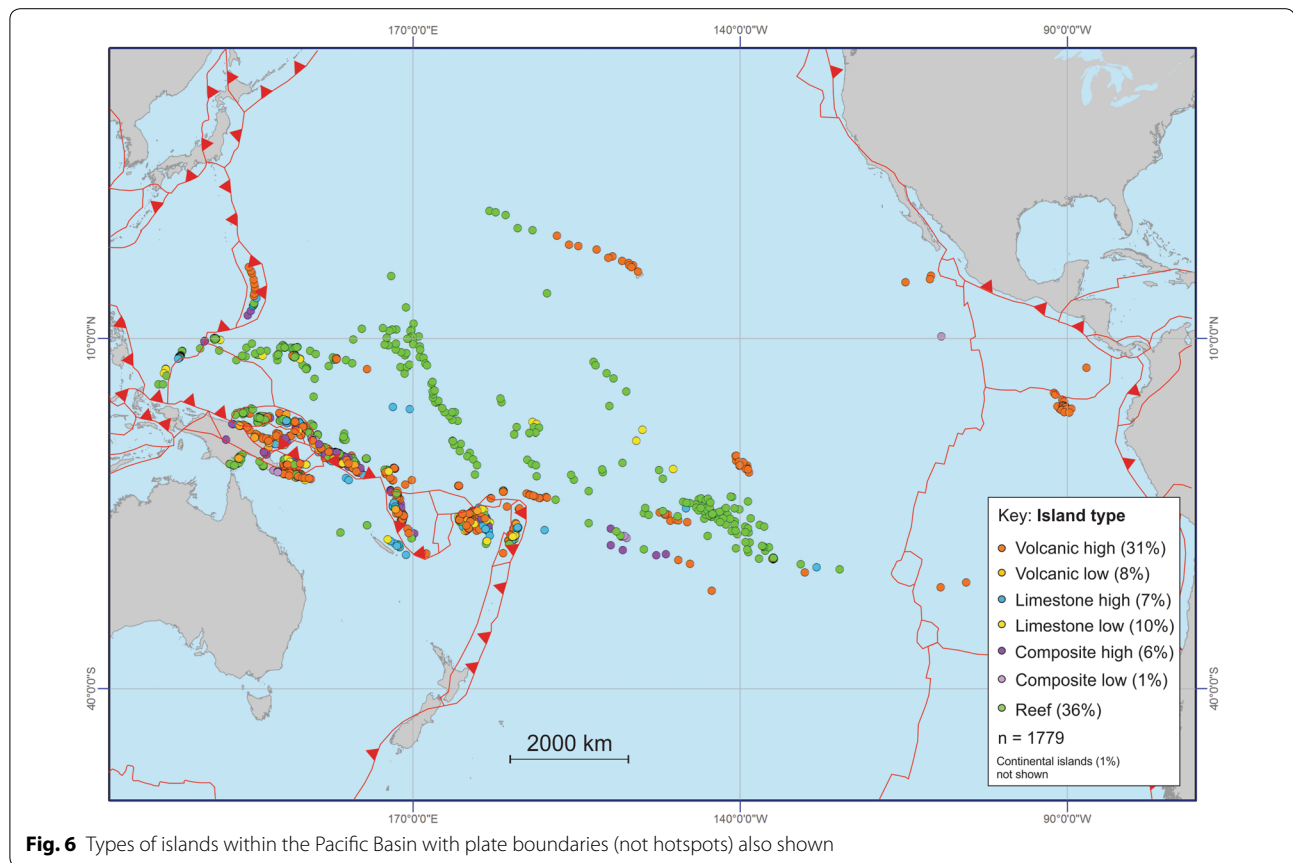 170°0'0"E 140°0'0"W 90°0'0"W
10°0'0"N 10°0'0"N
40°0'0"S 40°0'0"S
2000 km
Key: Island type
Volcanic high (31%)
Volcanic low (8%)
Limestone high (7%)
Limestone low (10%)
Composite high (6%)
Composite low (1%)
Reef (36%)
n = 1779
Continental islands (1%)
not shown
170°0'0"E 140°0'0"W 90°0'0"W
Fig. 6 Types of islands within the Pacific Basin with plate boundaries (not hotspots) also shown